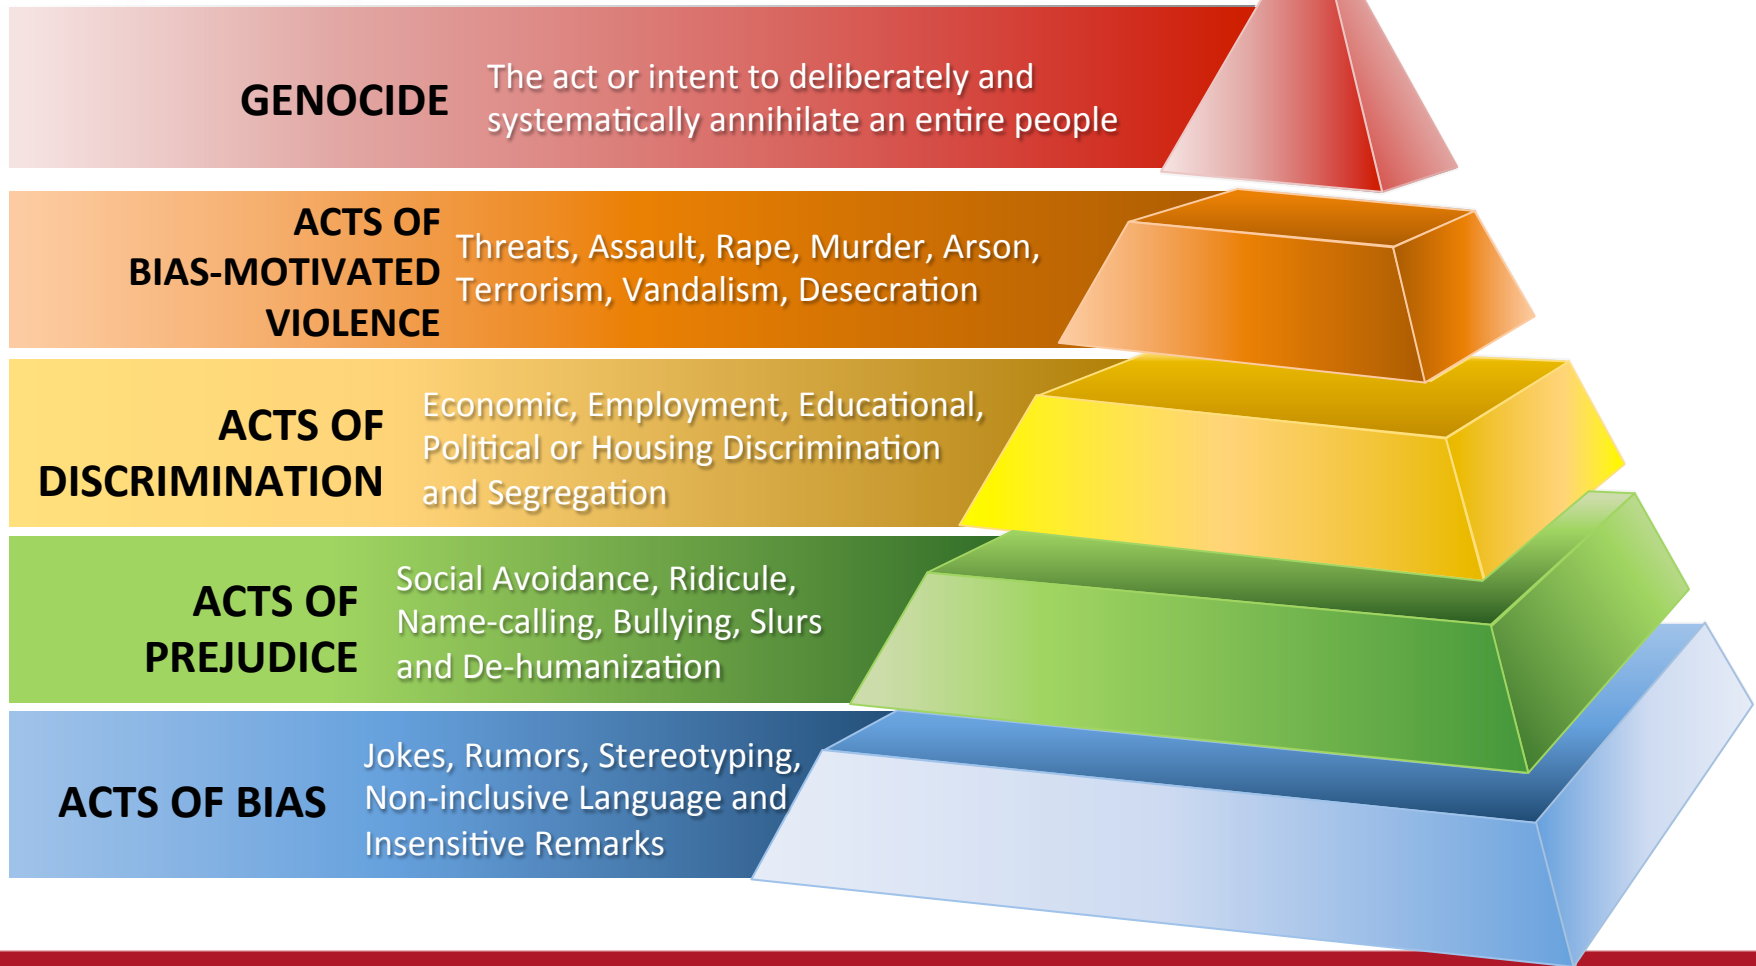 GENOCIDE
The act or intent to deliberately and
systematically annihilate an entire people
ACTS OF
BIAS-MOTIVATED
VIOLENCE
Threats, Assault, Rape, Murder, Arson,
Terrorism, Vandalism, Desecration
ACTS OF
DISCRIMINATION
Economic, Employment, Educational,
Political or Housing Discrimination
and Segregation
ACTS OF
PREJUDICE
Social Avoidance, Ridicule,
Name-calling, Bullying, Slurs
and De-humanization
ACTS OF BIAS
Jokes, Rumors, Stereotyping,
Non-inclusive Language and
Insensitive Remarks